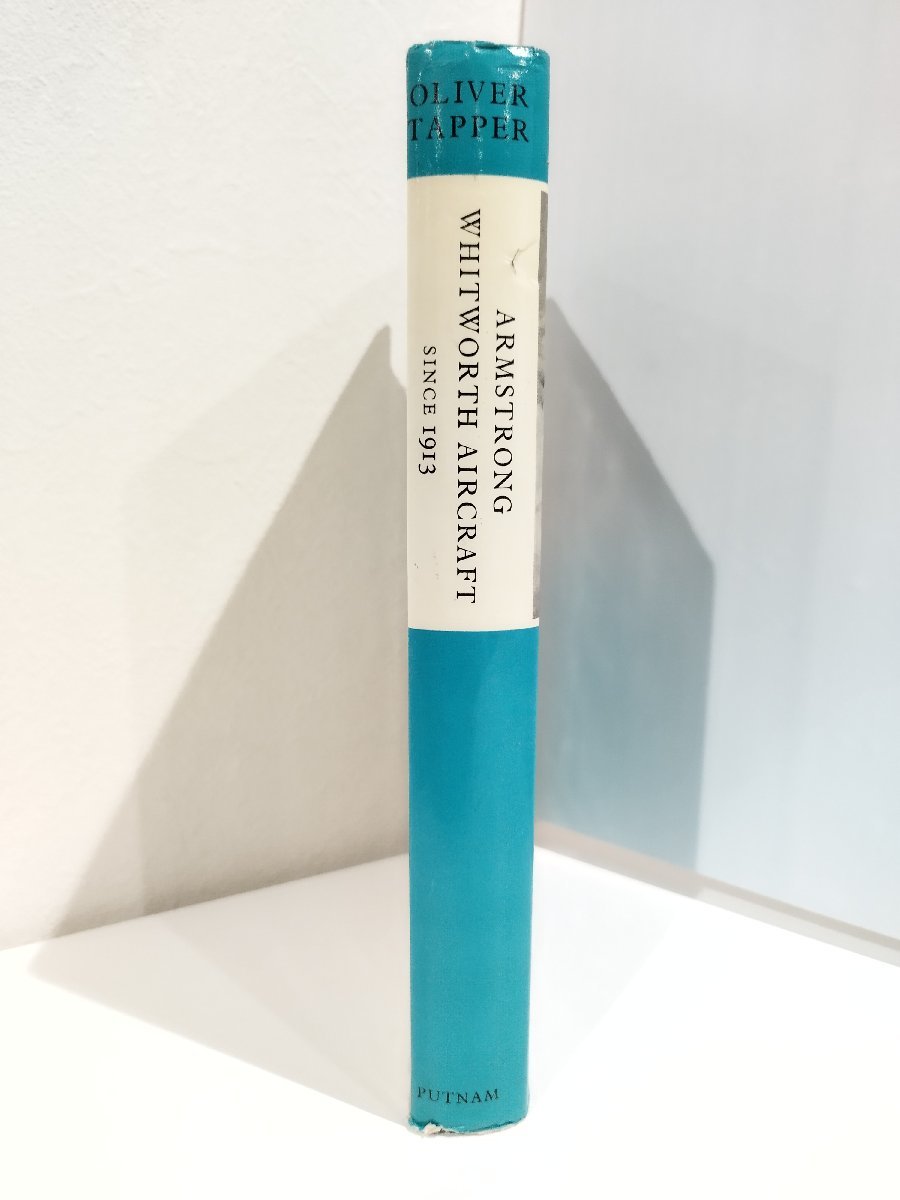 OLIVER
TAPPER
ARMSTRONG
WHITWORTH AIRCRAFT
SINCE 1913
PUTNAM